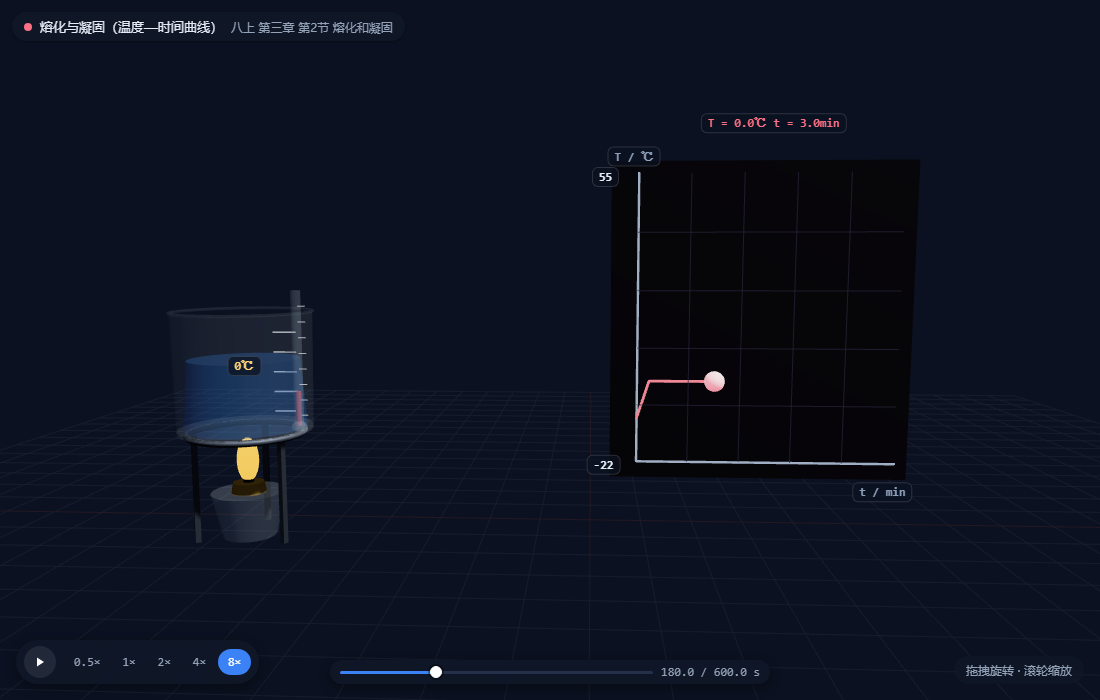 熔化与凝固（温度—时间曲线） 八上 第三章 第2节 熔化和凝固
T = 0.0℃ t = 3.0min
T / ℃
55
0℃
-22
t / min
0.5× 1× 2× 4× 8×
180.0 / 600.0 s
拖拽旋转 · 滚轮缩放